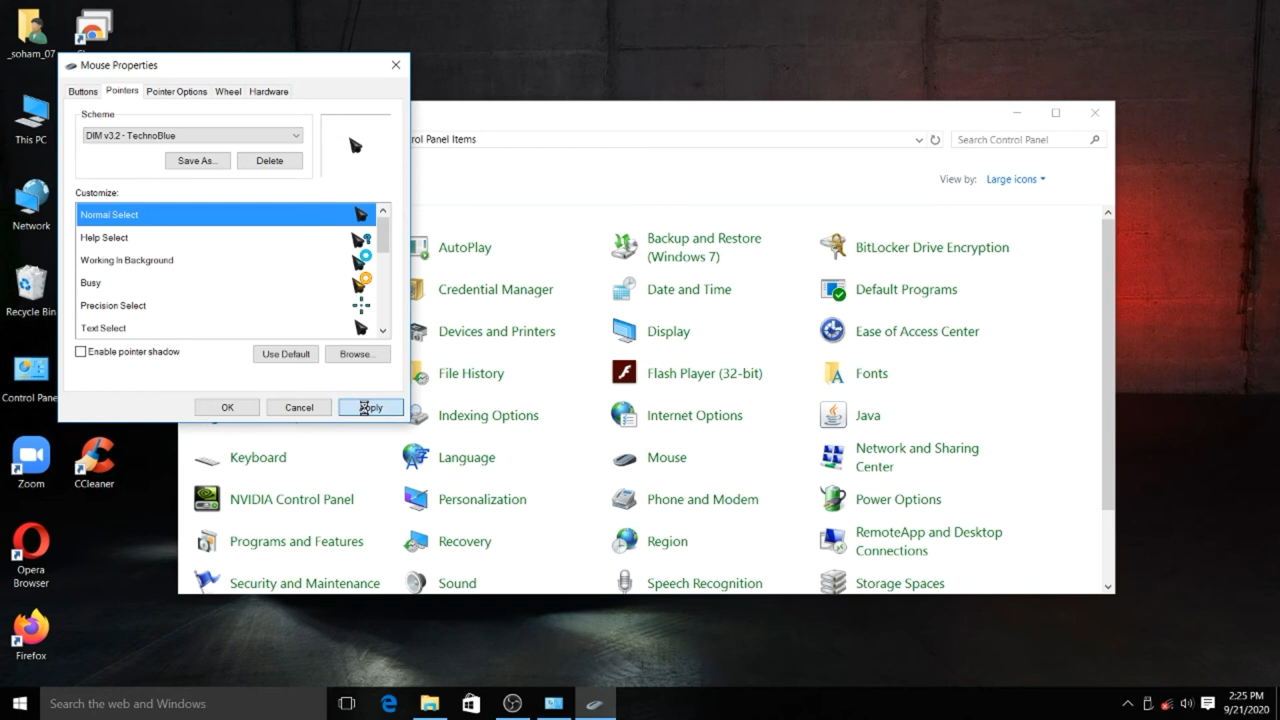 _soham_07
This PC
Network
Recycle Bin
Control Pane
Zoom
CCleaner
Opera
Browser
Firefox
Mouse Properties
Buttons
Pointers
Pointer Options
Wheel
Hardware
Scheme
DIM v3.2 - TechnoBlue
Save As...
Delete
Customize:
Normal Select
Help Select
Working In Background
Busy
Precision Select
Text Select
Enable pointer shadow
Use Default
Browse...
OK
Cancel
Apply
rol Panel Items
Search Control Panel
View by:
Large icons
AutoPlay
Backup and Restore
(Windows 7)
BitLocker Drive Encryption
Credential Manager
Date and Time
Default Programs
Devices and Printers
Display
Ease of Access Center
File History
Flash Player (32-bit)
Fonts
Indexing Options
Internet Options
Java
Keyboard
Language
Mouse
Network and Sharing
Center
NVIDIA Control Panel
Personalization
Phone and Modem
Power Options
Programs and Features
Recovery
Region
RemoteApp and Desktop
Connections
Security and Maintenance
Sound
Speech Recognition
Storage Spaces
Search the web and Windows
2:25 PM
9/21/2020